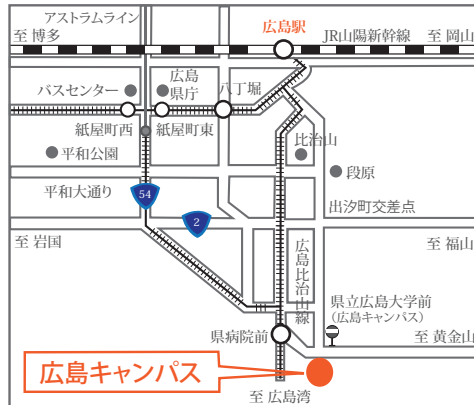 アストラムライン
広島駅
至 博多
JR山陽新幹線
至 岡山
バスセンター
広島
県庁
八丁堀
紙屋町西
紙屋町東
比治山
平和公園
段原
平和大通り
54
出汐町交差点
2
至 岩国
広島比治山線
至 福山
県立広島大学前
（広島キャンパス）
県病院前
至 黄金山
広島キャンパス
至 広島湾